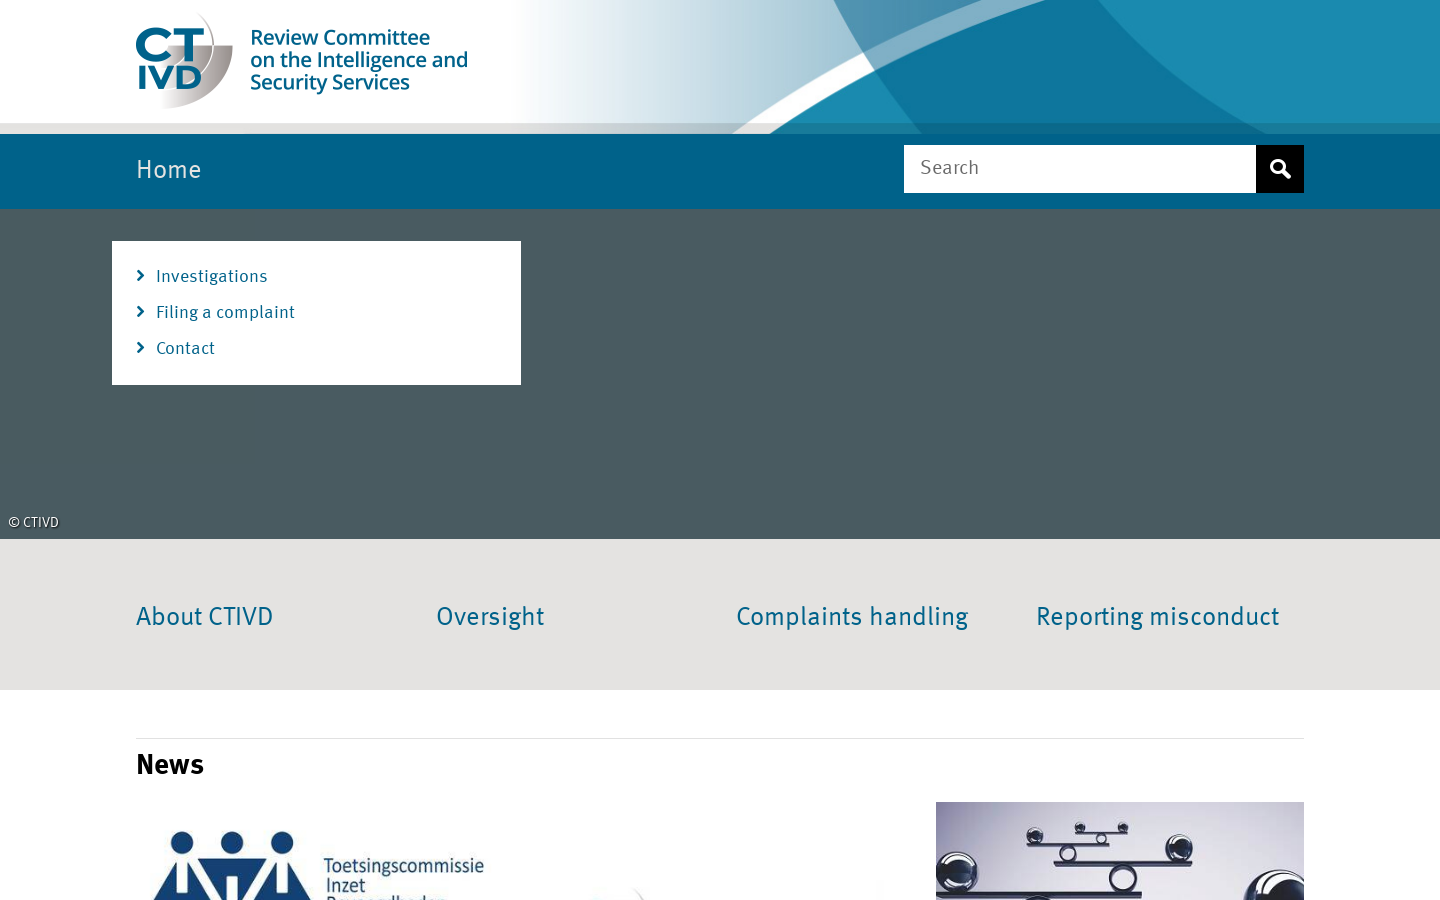 CT
IVD
Review Committee
on the Intelligence and
Security Services
Home
Search
Investigations
Filing a complaint
Contact
© CTIVD
About CTIVD
Oversight
Complaints handling
Reporting misconduct
News
Toetsingscommissie
Inzet